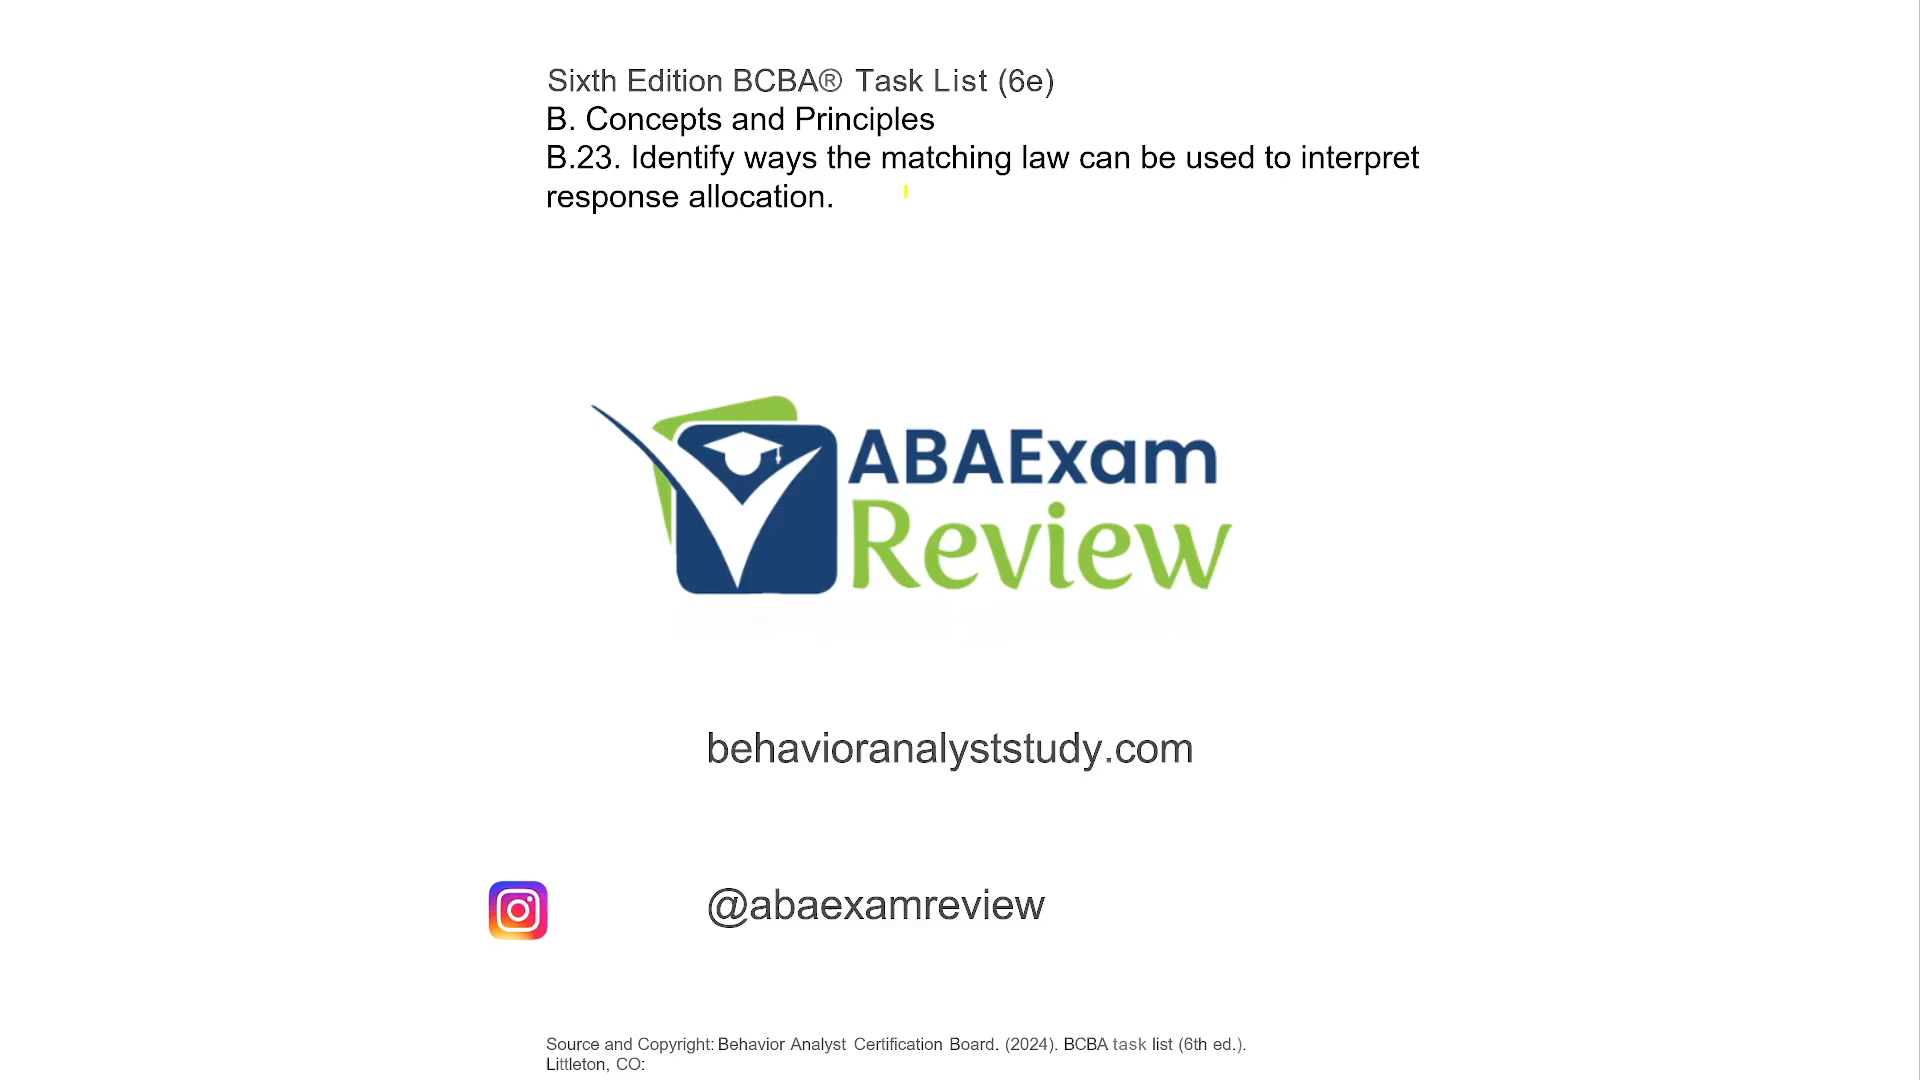 Sixth Edition BCBA® Task List (6e)
B. Concepts and Principles
B.23. Identify ways the matching law can be used to interpret
response allocation.
ABAExam
Review
behavioranalyststudy.com
@abaexamreview
Source and Copyright: Behavior Analyst Certification Board. (2024). BCBA task list (6th ed.).
Littleton, CO: